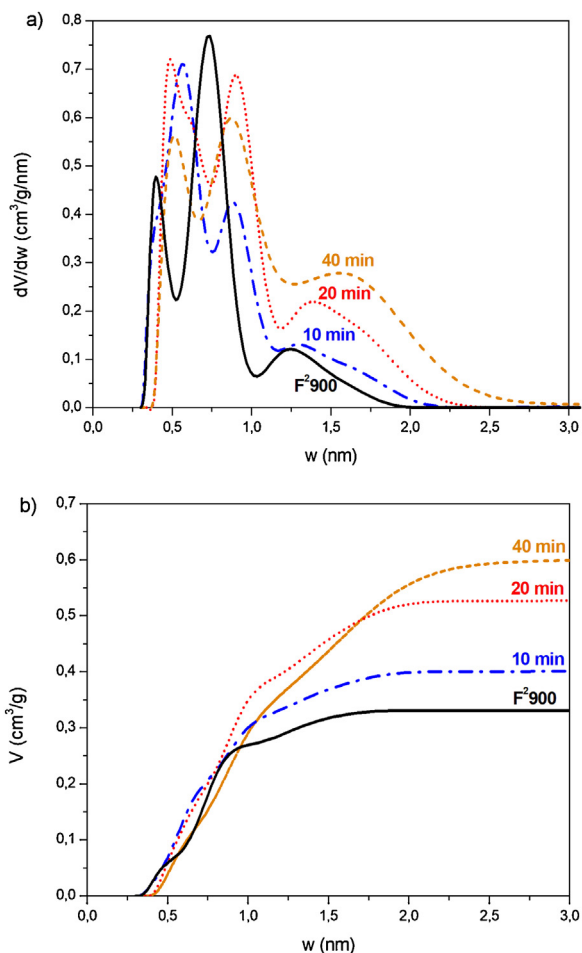 a)
0,8
0,7
0,6
0,5
0,4
0,3
0,2
0,1
0,0
dV/dw (cm³/g/nm)
40 min
20 min
10 min
F²900
0,0 0,5 1,0 1,5 2,0 2,5 3,0
w (nm)
b)
0,7
0,6
0,5
0,4
0,3
0,2
0,1
0,0
V (cm³/g)
40 min
20 min
10 min
F²900
0,0 0,5 1,0 1,5 2,0 2,5 3,0
w (nm)